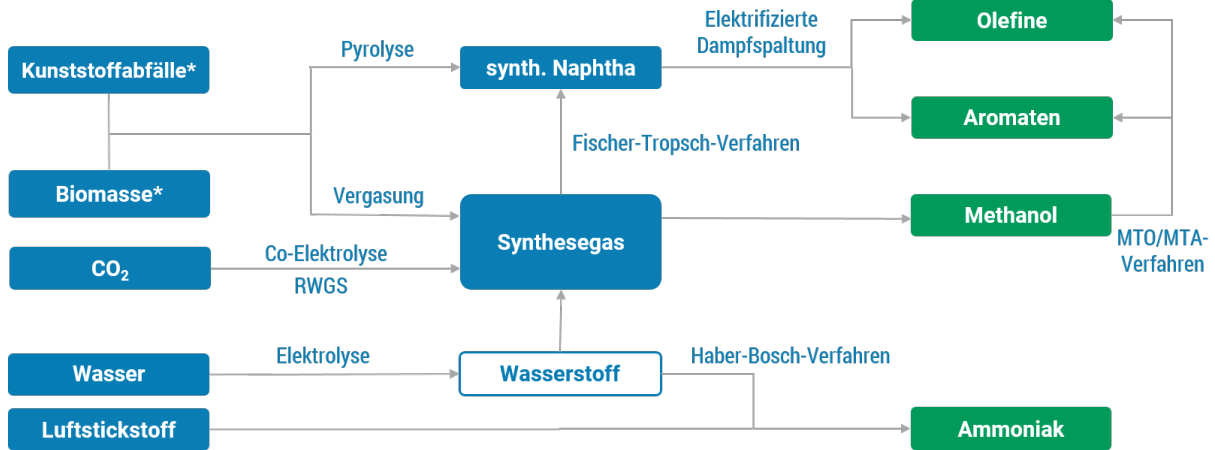 Elektrifizierte
Dampfspaltung
Olefine
Kunststoffabfälle*
Pyrolyse
synth. Naphtha
Aromaten
Fischer-Tropsch-Verfahren
Biomasse*
Vergasung
Synthesegas
Methanol
MTO/MTA-
Verfahren
CO₂
Co-Elektrolyse
RWGS
Wasser
Elektrolyse
Wasserstoff
Haber-Bosch-Verfahren
Luftstickstoff
Ammoniak